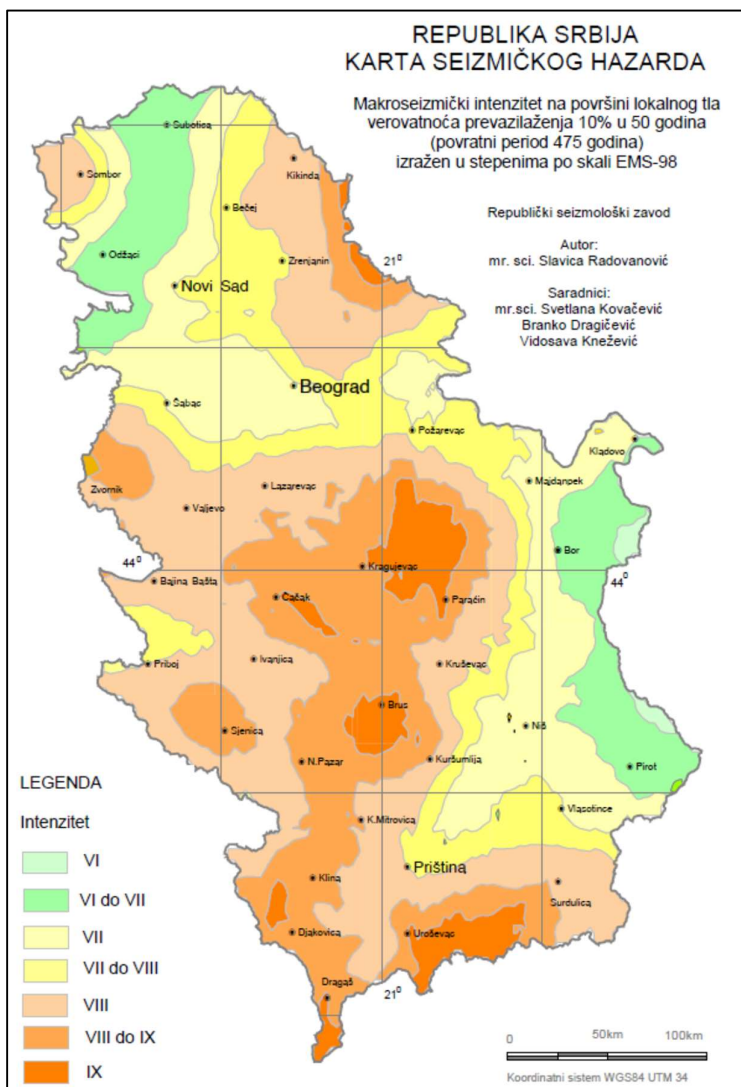 REPUBLIKA SRBIJA
KARTA SEIZMIČKOG HAZARDA
Makroseizmički intenzitet na površini lokalnog tla
verovatnoća prevazilaženja 10% u 50 godina
(povratni period 475 godina)
izražen u stepenima po skali EMS-98
Republički seizmološki zavod
Autor:
mr. sci. Slavica Radovanović
Saradnici:
mr.sci. Svetlana Kovačević
Branko Dragičević
Vidosava Knežević
Subotica
Kikinda
Sombor
Bečej
Odžaci
Zrenjanin
21⁰
Novi Sad
Beograd
Šabac
Požarevac
Kladovo
Zvornik
Lazarevac
Majdanpek
Valjevo
Bor
44⁰
Kragujevac
44⁰
Bajina Bašta
Čačak
Paraćin
Ivanjica
Kruševac
Priboj
Brus
Sjenica
Niš
N.Pazar
Kuršumlija
Pirot
Vlasotince
K.Mitrovica
Priština
Klina
Surdulica
Djakovica
Uroševac
Dragaš
21⁰
LEGENDA
Intenzitet
VI
VI do VII
VII
VII do VIII
VIII
VIII do IX
IX
0 50km 100km
Koordinatni sistem WGS84 UTM 34